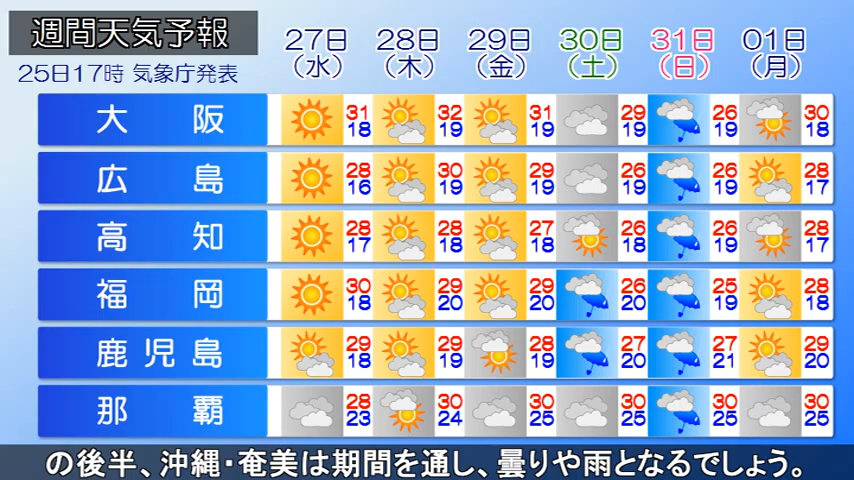 週間天気予報
25日17時 気象庁発表
27日 28日 29日 30日 31日 01日
(水) (木) (金) (土) (日) (月)
大阪 31 18 32 19 31 19 29 19 26 19 30 18
広島 28 16 30 19 29 19 26 19 26 19 28 17
高知 28 17 28 18 27 18 26 18 26 19 28 17
福岡 30 18 29 20 29 20 26 20 25 19 28 18
鹿児島 29 18 29 19 28 19 27 20 27 21 29 20
那覇 28 23 30 24 30 25 30 25 30 25 30 25
の後半、沖縄・奄美は期間を通し、曇りや雨となるでしょう。